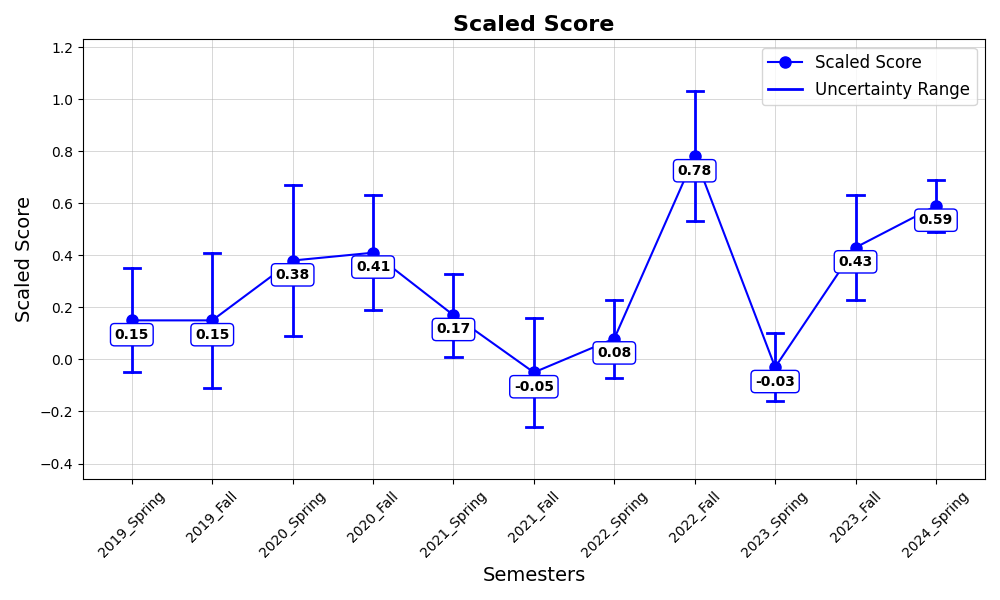 Scaled Score
Scaled Score
Uncertainty Range
Scaled Score
1.2
1.0
0.8
0.6
0.4
0.2
0.0
−0.2
−0.4
0.15
0.15
0.38
0.41
0.17
-0.05
0.08
0.78
-0.03
0.43
0.59
2019_Spring
2019_Fall
2020_Spring
2020_Fall
2021_Spring
2021_Fall
2022_Spring
2022_Fall
2023_Spring
2023_Fall
2024_Spring
Semesters